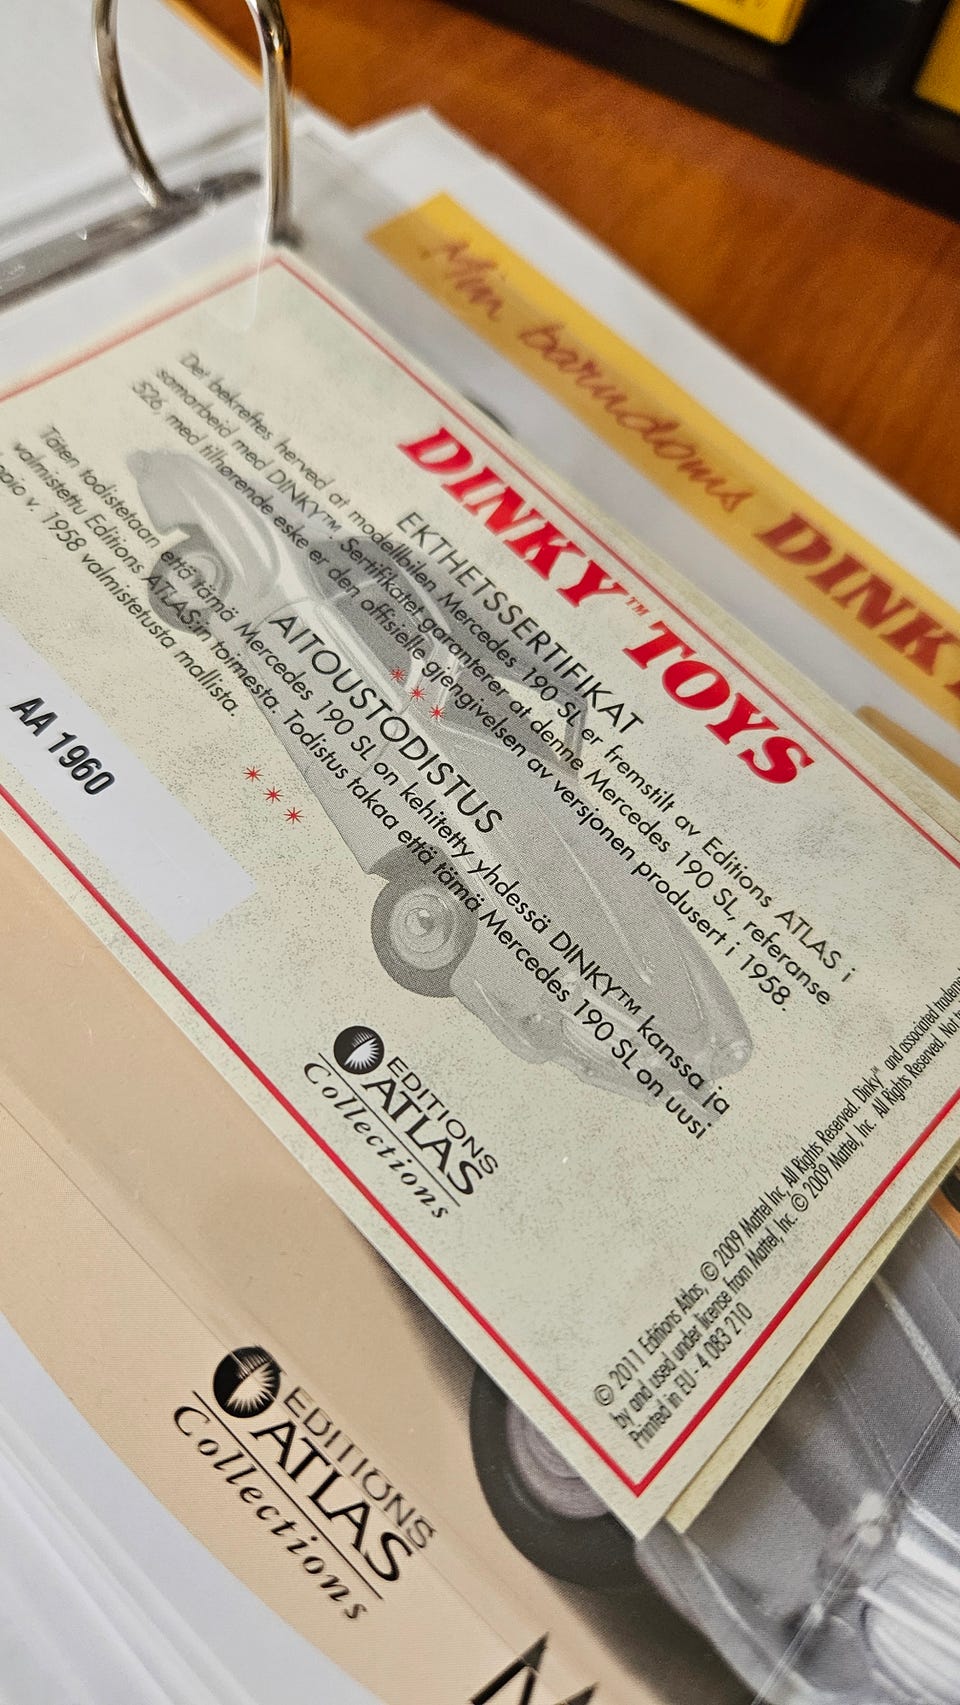 Min barndoms DINKY
DINKY™ TOYS
EKTHETSSERTIFIKAT
Det bekreftes herved at modellbilen Mercedes 190 SL er fremstilt av Editions ATLAS i
samarbeid med DINKY™. Sertifikatet garanterer at denne Mercedes 190 SL, referanse
526, med tilhørende eske er den offisielle gjengivelsen av versjonen produsert i 1958.
AITOUSTODISTUS
Täten todistetaan että tämä Mercedes 190 SL on kehitetty yhdessä DINKY™ kanssa ja
valmistettu Editions ATLAS:in toimesta. Todistus takaa että tämä Mercedes 190 SL on uusi
v. 1958 valmistetusta mallista.
AA 1960
EDITIONS
ATLAS
Collections
© 2011 Editions Atlas, © 2009 Mattel Inc, All Rights Reserved. Dinky™ and associated
by and used under license from Mattel, Inc. © 2009 Mattel, Inc. All Rights Reserved. Not
Printed in EU - 4 083 210
EDITIONS
ATLAS
Collections
M